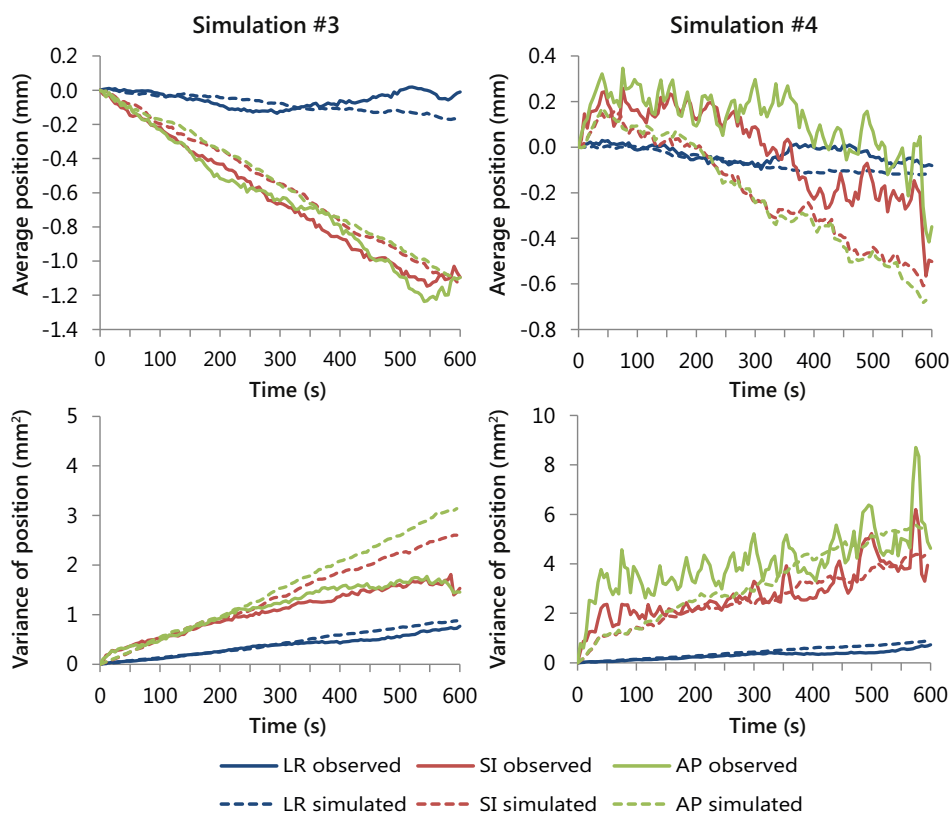 Simulation #3
Simulation #4
Average position (mm)
0.2
0.0
-0.2
-0.4
-0.6
-0.8
-1.0
-1.2
-1.4
0 100 200 300 400 500 600
Time (s)
Average position (mm)
0.4
0.2
0.0
-0.2
-0.4
-0.6
-0.8
0 100 200 300 400 500 600
Time (s)
Variance of position (mm²)
5
4
3
2
1
0
0 100 200 300 400 500 600
Time (s)
Variance of position (mm²)
10
8
6
4
2
0
0 100 200 300 400 500 600
Time (s)
LR observed SI observed AP observed
LR simulated SI simulated AP simulated